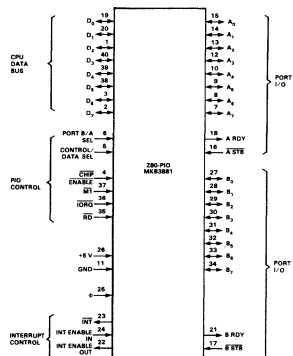 19 D0
20 D1
1 D2
40 D3
39 D4
38 D5
3 D6
2 D7
CPU
DATA
BUS
15 A0
14 A1
13 A2
12 A3
10 A4
9 A5
8 A6
7 A7
PORT
I/O
18 A RDY
16 A STB
PORT B/A
SEL 6
CONTROL/
DATA SEL 5
PIO
CONTROL
CHIP
ENABLE 4
M1 37
IORQ 36
RD 35
Z80-PIO
MK83881
27 B0
28 B1
29 B2
30 B3
31 B4
32 B5
33 B6
34 B7
PORT
I/O
+5 V 26
GND 11
Φ 25
INTERRUPT
CONTROL
INT 23
INT ENABLE
IN 24
INT ENABLE
OUT 22
21 B RDY
17 B STB